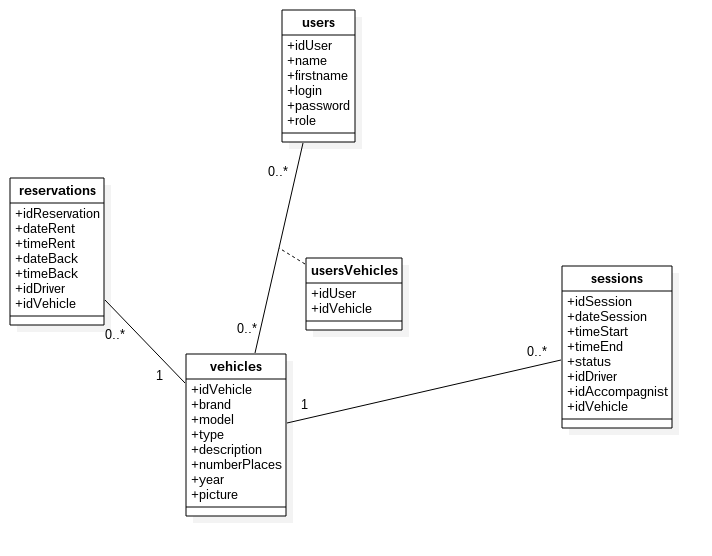 users
+idUser
+name
+firstname
+login
+password
+role
0..*
reservations
+idReservation
+dateRent
+timeRent
+dateBack
+timeBack
+idDriver
+idVehicle
0..*
1
usersVehicles
+idUser
+idVehicle
0..*
vehicles
+idVehicle
+brand
+model
+type
+description
+numberPlaces
+year
+picture
1
0..*
sessions
+idSession
+dateSession
+timeStart
+timeEnd
+status
+idDriver
+idAccompagnist
+idVehicle